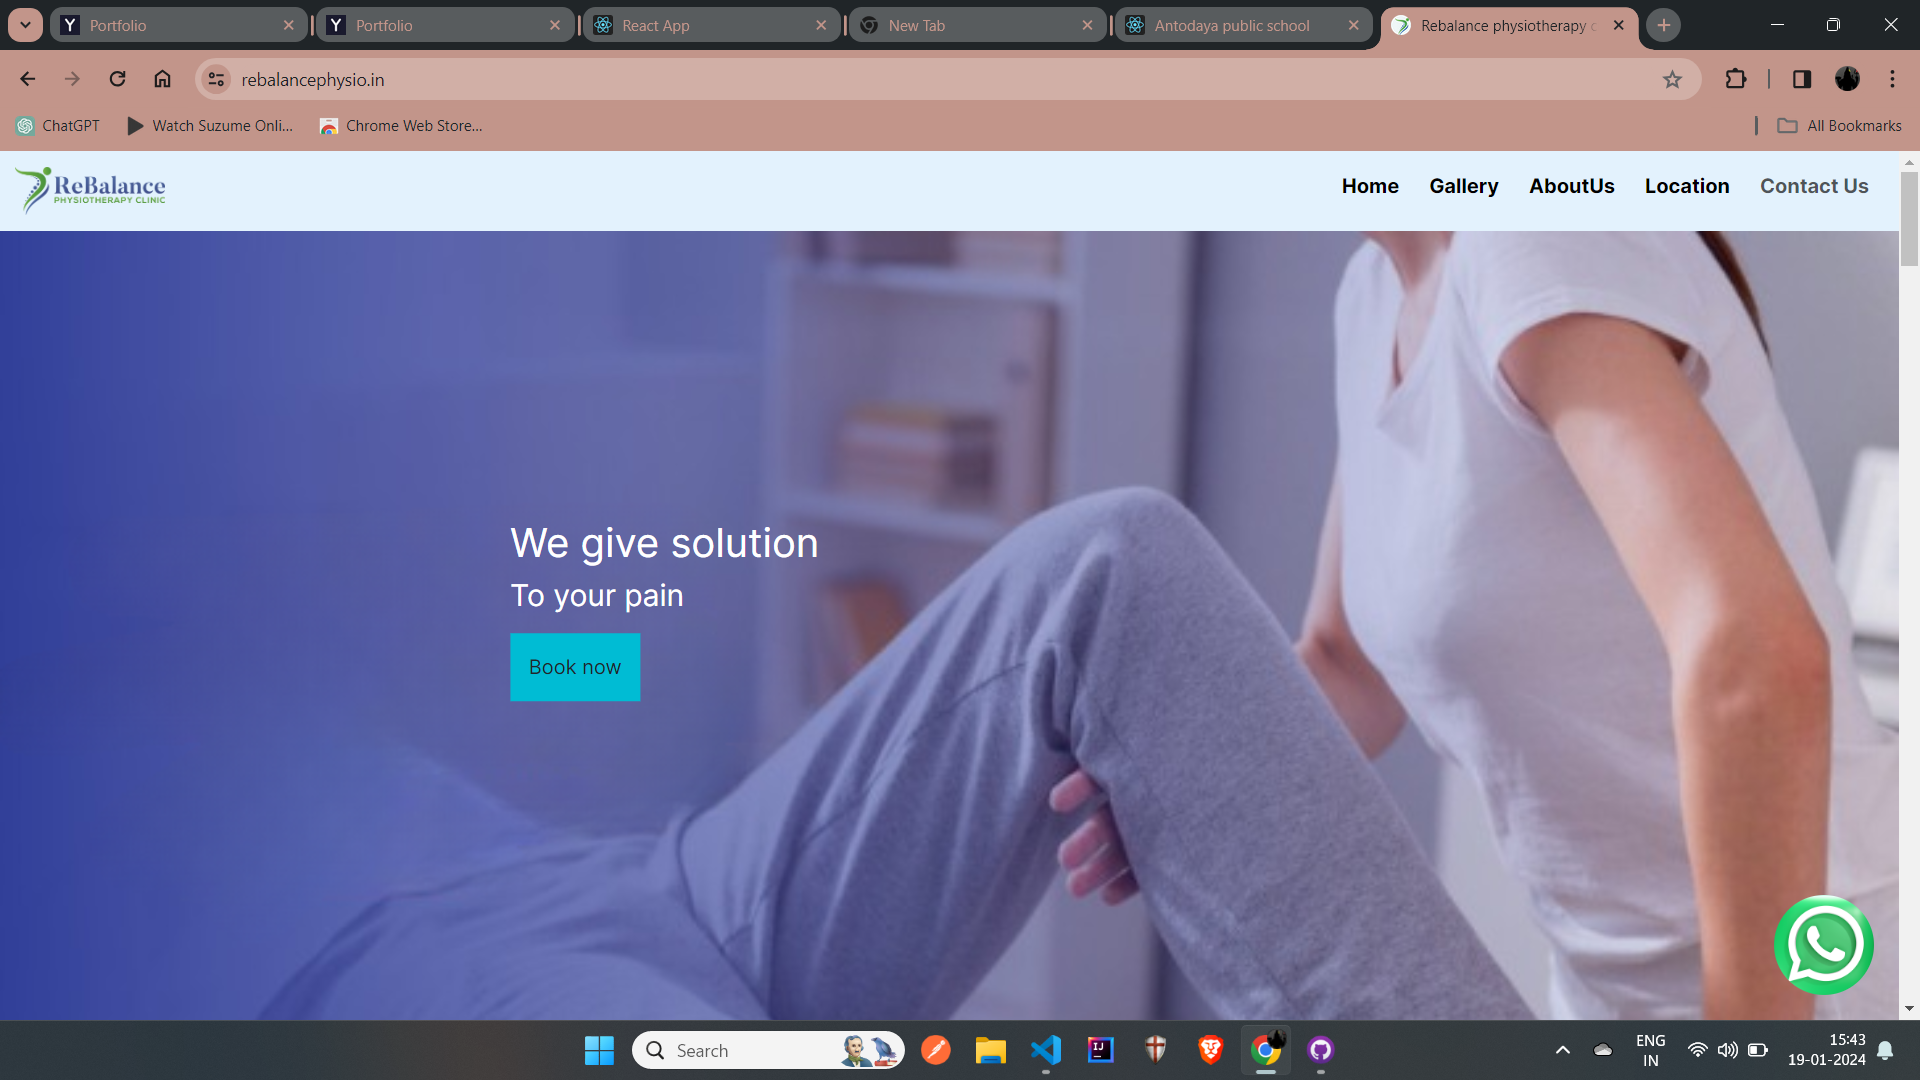 Portfolio
Portfolio
React App
New Tab
Antodaya public school
Rebalance physiotherapy c
rebalancephysio.in
ChatGPT
Watch Suzume Onli...
Chrome Web Store...
All Bookmarks
ReBalance
PHYSIOTHERAPY CLINIC
Home
Gallery
AboutUs
Location
Contact Us
We give solution
To your pain
Book now
Search
ENG
IN
15:43
19-01-2024